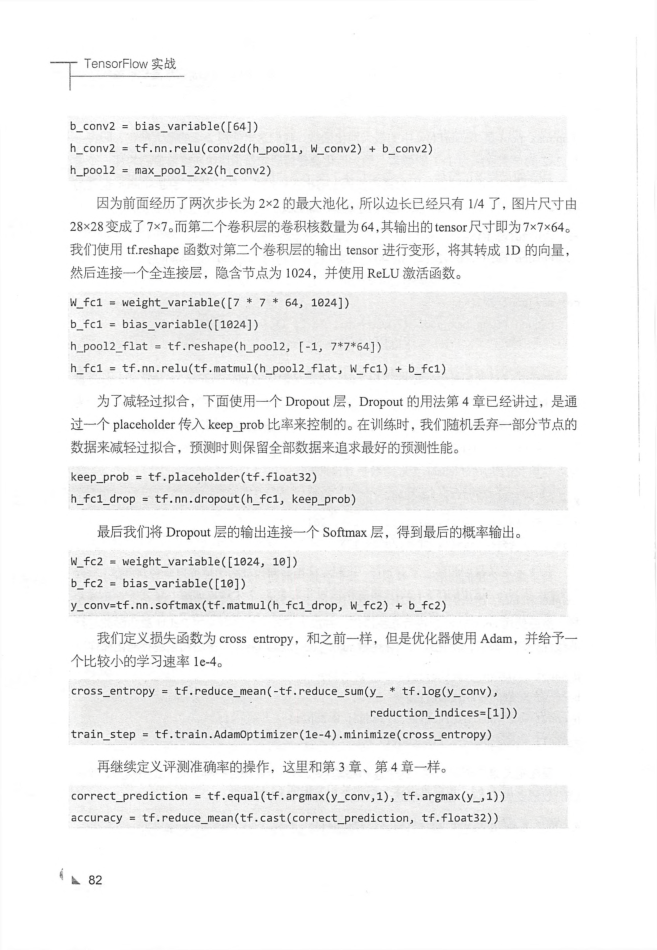 TensorFlow 实战
b_conv2 = bias_variable([64])
h_conv2 = tf.nn.relu(conv2d(h_pool1, W_conv2) + b_conv2)
h_pool2 = max_pool_2x2(h_conv2)
因为前面经历了两次步长为 2×2 的最大池化，所以边长已经只有 1/4 了，图片尺寸由
28×28变成了7×7。而第二个卷积层的卷积核数量为64，其输出的tensor尺寸即为7×7×64。
我们使用 tf.reshape 函数对第二个卷积层的输出 tensor 进行变形，将其转成 1D 的向量，
然后连接一个全连接层，隐含节点为 1024，并使用 ReLU 激活函数。
W_fc1 = weight_variable([7 * 7 * 64, 1024])
b_fc1 = bias_variable([1024])
h_pool2_flat = tf.reshape(h_pool2, [-1, 7*7*64])
h_fc1 = tf.nn.relu(tf.matmul(h_pool2_flat, W_fc1) + b_fc1)
为了减轻过拟合，下面使用一个 Dropout 层，Dropout 的用法第 4 章已经讲过，是通
过一个 placeholder 传入 keep_prob 比率来控制的。在训练时，我们随机丢弃一部分节点的
数据来减轻过拟合，预测时则保留全部数据来追求最好的预测性能。
keep_prob = tf.placeholder(tf.float32)
h_fc1_drop = tf.nn.dropout(h_fc1, keep_prob)
最后我们将 Dropout 层的输出连接一个 Softmax 层，得到最后的概率输出。
W_fc2 = weight_variable([1024, 10])
b_fc2 = bias_variable([10])
y_conv=tf.nn.softmax(tf.matmul(h_fc1_drop, W_fc2) + b_fc2)
我们定义损失函数为 cross entropy，和之前一样，但是优化器使用 Adam，并给予一
个比较小的学习速率 1e-4。
cross_entropy = tf.reduce_mean(-tf.reduce_sum(y_ * tf.log(y_conv),
reduction_indices=[1]))
train_step = tf.train.AdamOptimizer(1e-4).minimize(cross_entropy)
再继续定义评测准确率的操作，这里和第 3 章、第 4 章一样。
correct_prediction = tf.equal(tf.argmax(y_conv,1), tf.argmax(y_,1))
accuracy = tf.reduce_mean(tf.cast(correct_prediction, tf.float32))
82